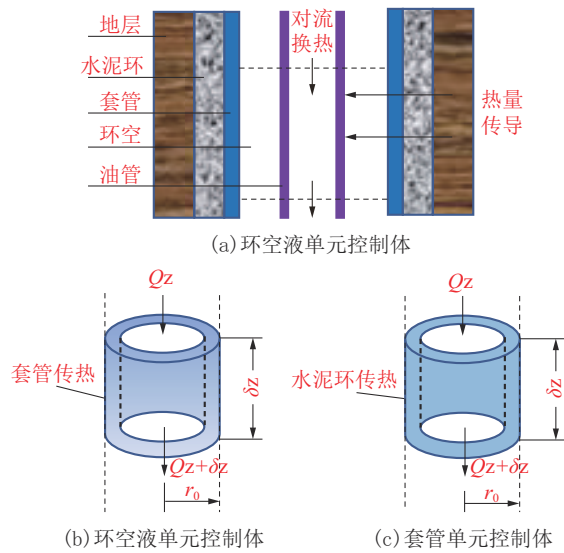 地层
水泥环
套管
环空
油管
对流
换热
热量
传导
(a)环空液单元控制体
Qz
套管传热
δz
Qz+δz
r₀
(b)环空液单元控制体
Qz
水泥环传热
δz
Qz+δz
r₀
(c)套管单元控制体